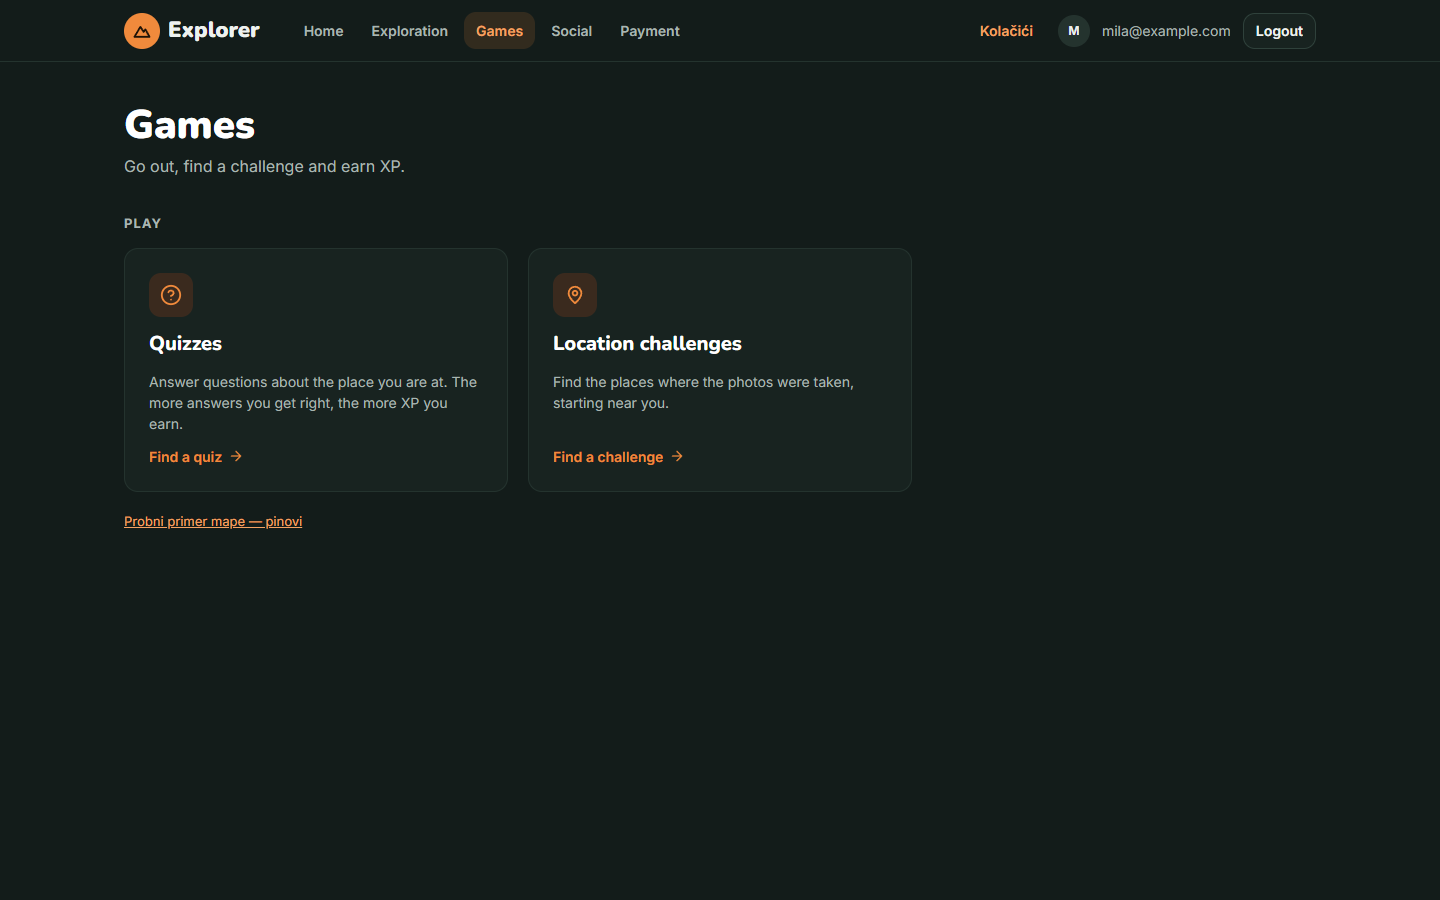 Explorer
Home
Exploration
Games
Social
Payment
Kolačići
M
mila@example.com
Logout
Games
Go out, find a challenge and earn XP.
PLAY
Quizzes
Answer questions about the place you are at. The
more answers you get right, the more XP you
earn.
Find a quiz →
Location challenges
Find the places where the photos were taken,
starting near you.
Find a challenge →
Probni primer mape — pinovi